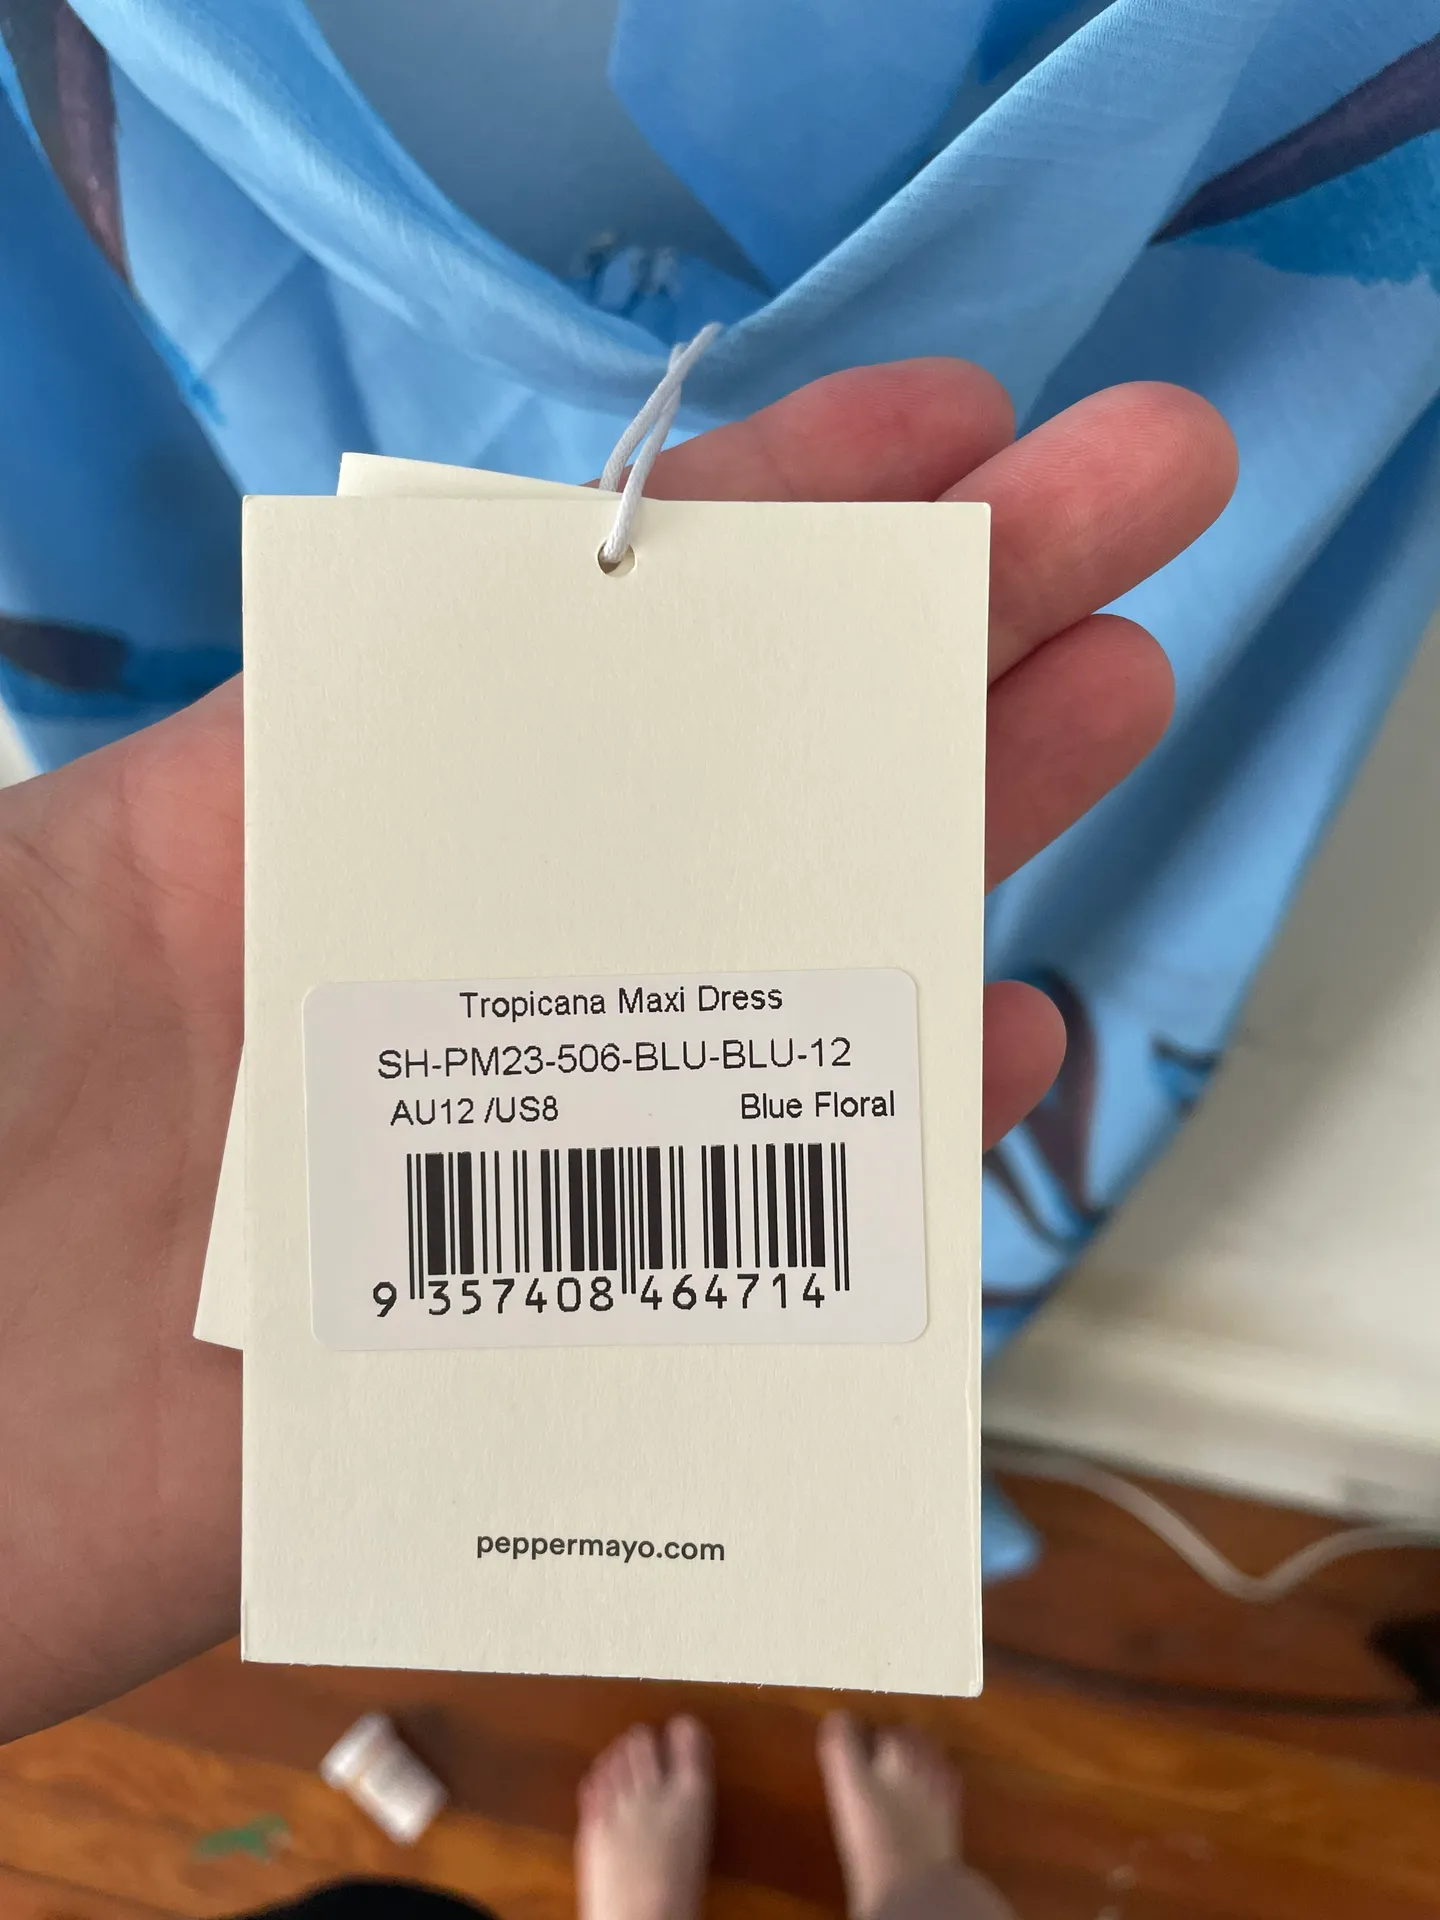 Tropicana Maxi Dress
SH-PM23-506-BLU-BLU-12
AU12 /US8 Blue Floral
9 357408 464714
peppermayo.com